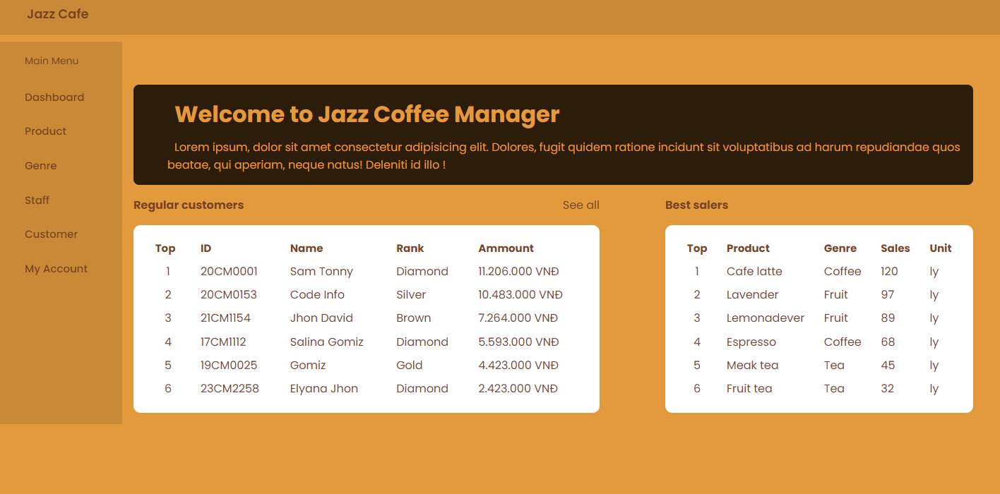 Jazz Cafe
Main Menu
Dashboard
Product
Genre
Staff
Customer
My Account
Welcome to Jazz Coffee Manager
Lorem ipsum, dolor sit amet consectetur adipisicing elit. Dolores, fugit quidem ratione incidunt sit voluptatibus ad harum repudiandae quos
beatae, qui aperiam, neque natus! Deleniti id illo !
Regular customers See all
Top ID Name Rank Ammount
1 20CM0001 Sam Tonny Diamond 11.206.000 VNĐ
2 20CM0153 Code Info Silver 10.483.000 VNĐ
3 21CM1154 Jhon David Brown 7.264.000 VNĐ
4 17CM1112 Salina Gomiz Diamond 5.593.000 VNĐ
5 19CM0025 Gomiz Gold 4.423.000 VNĐ
6 23CM2258 Elyana Jhon Diamond 2.423.000 VNĐ
Best salers
Top Product Genre Sales Unit
1 Cafe latte Coffee 120 ly
2 Lavender Fruit 97 ly
3 Lemonadever Fruit 89 ly
4 Espresso Coffee 68 ly
5 Meak tea Tea 45 ly
6 Fruit tea Tea 32 ly